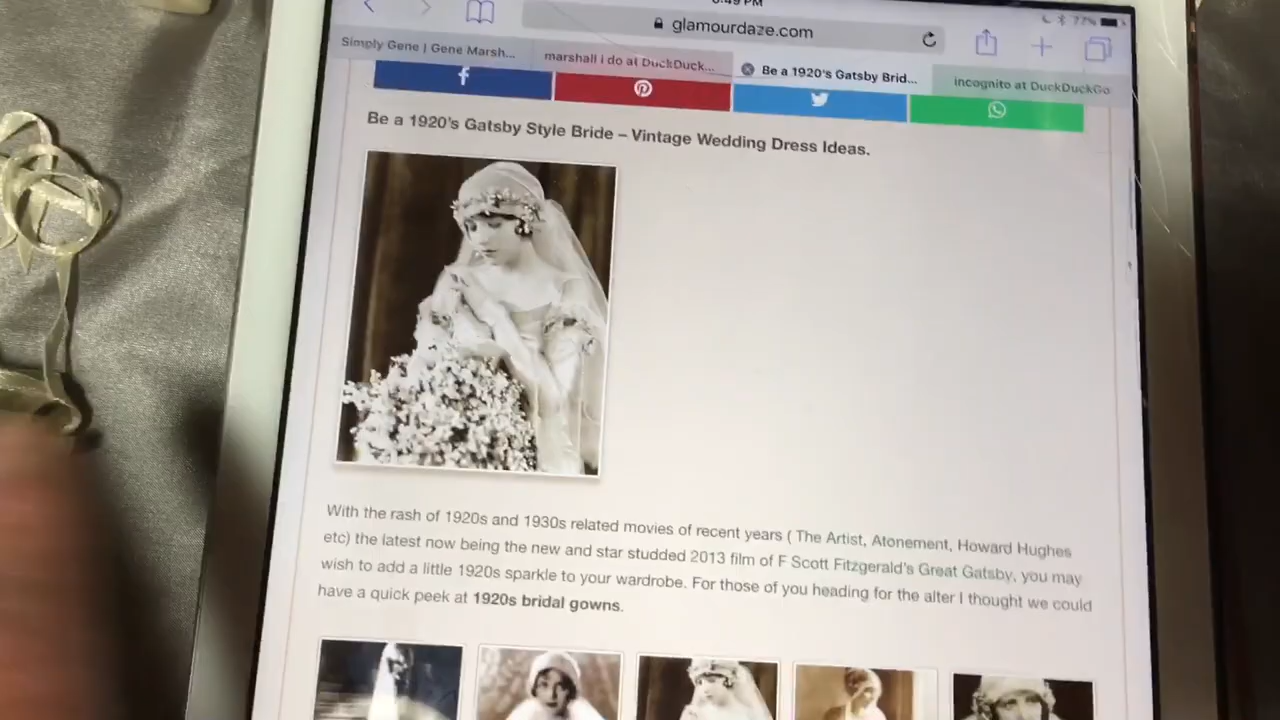 8:49 PM
77%
glamourdaze.com
Simply Gene | Gene Marsh...
marshall i do at DuckDuck...
Be a 1920's Gatsby Brid...
incognito at DuckDuckGo
Be a 1920's Gatsby Style Bride – Vintage Wedding Dress Ideas.
With the rash of 1920s and 1930s related movies of recent years ( The Artist, Atonement, Howard Hughes
etc) the latest now being the new and star studded 2013 film of F Scott Fitzgerald's Great Gatsby, you may
wish to add a little 1920s sparkle to your wardrobe. For those of you heading for the alter I thought we could
have a quick peek at 1920s bridal gowns.